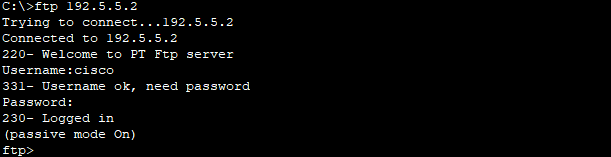 C:\>ftp 192.5.5.2
Trying to connect...192.5.5.2
Connected to 192.5.5.2
220- Welcome to PT Ftp server
Username:cisco
331- Username ok, need password
Password:
230- Logged in
(passive mode On)
ftp>